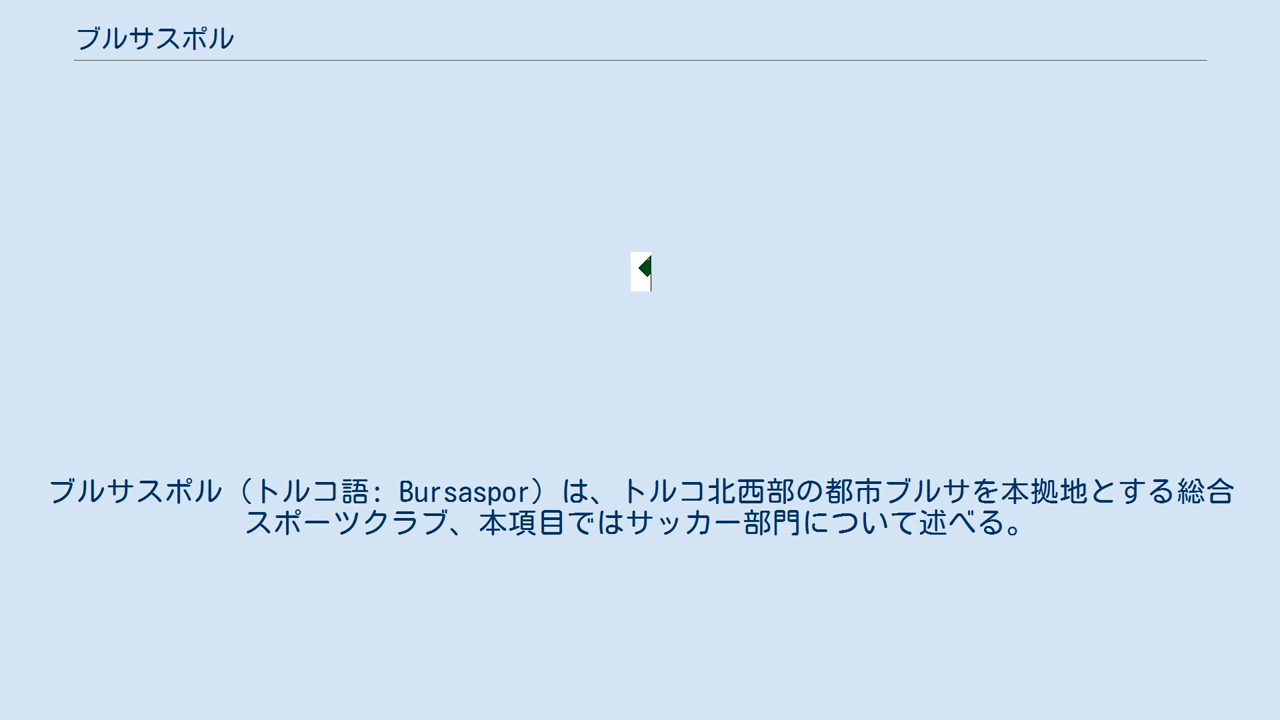 ブルサスポル
ブルサスポル（トルコ語: Bursaspor）は、トルコ北西部の都市ブルサを本拠地とする総合
スポーツクラブ、本項目ではサッカー部門について述べる。